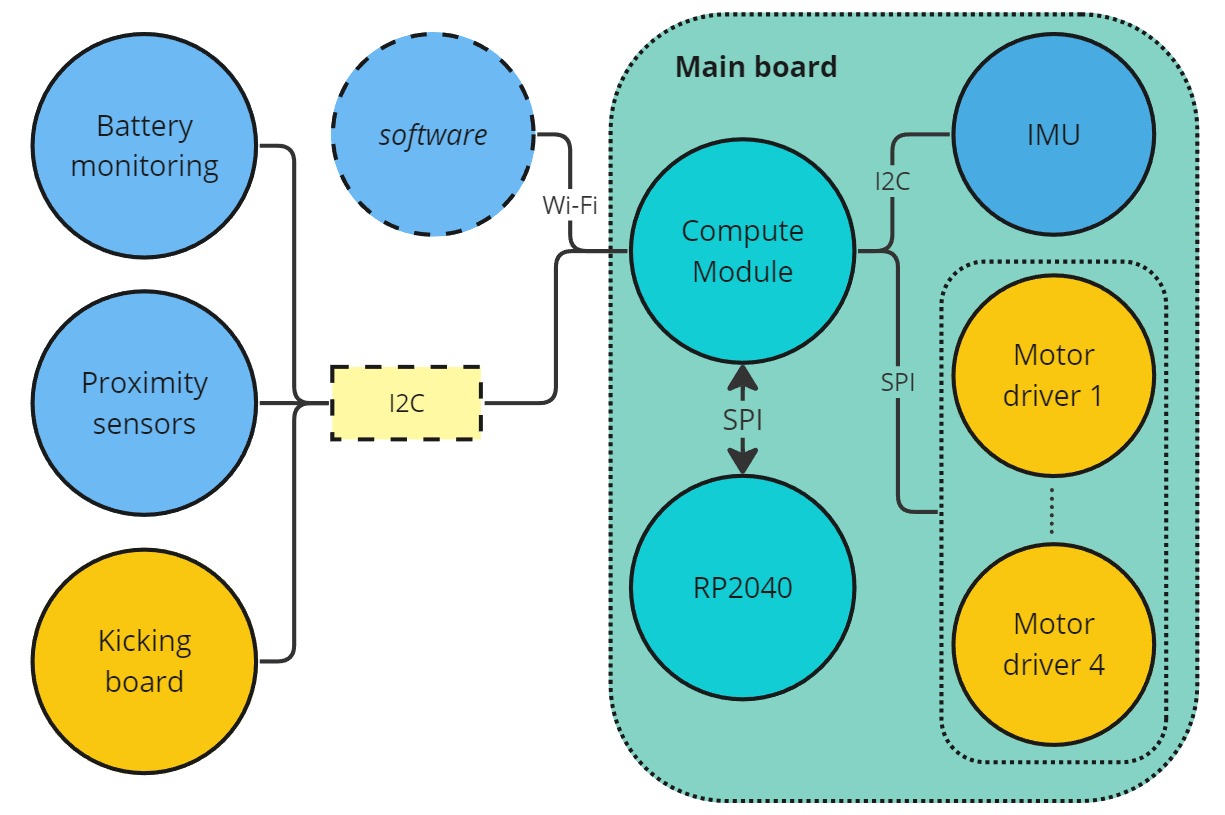 Battery
monitoring
software
Wi-Fi
Proximity
sensors
I2C
Kicking
board
Main board
Compute
Module
SPI
RP2040
I2C
IMU
SPI
Motor
driver 1
Motor
driver 4